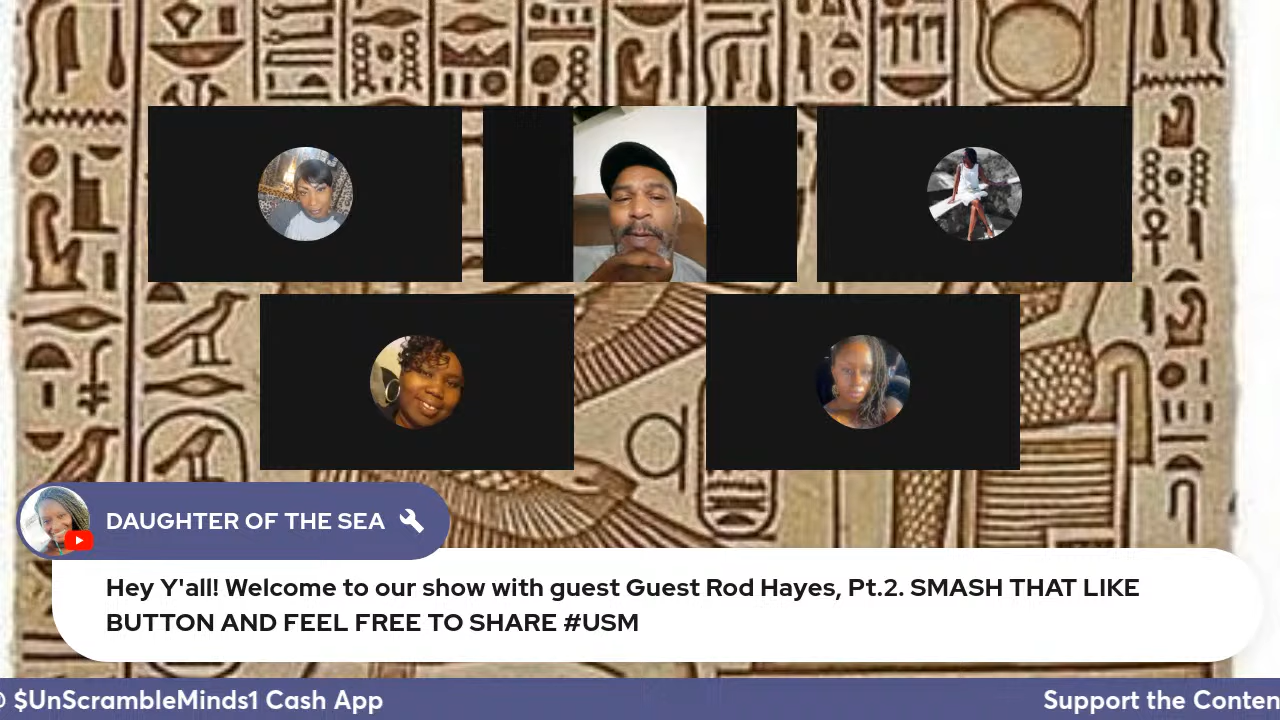 DAUGHTER OF THE SEA
Hey Y'all! Welcome to our show with guest Guest Rod Hayes, Pt.2. SMASH THAT LIKE
BUTTON AND FEEL FREE TO SHARE #USM
$UnScrambleMinds1 Cash App
Support the Conten